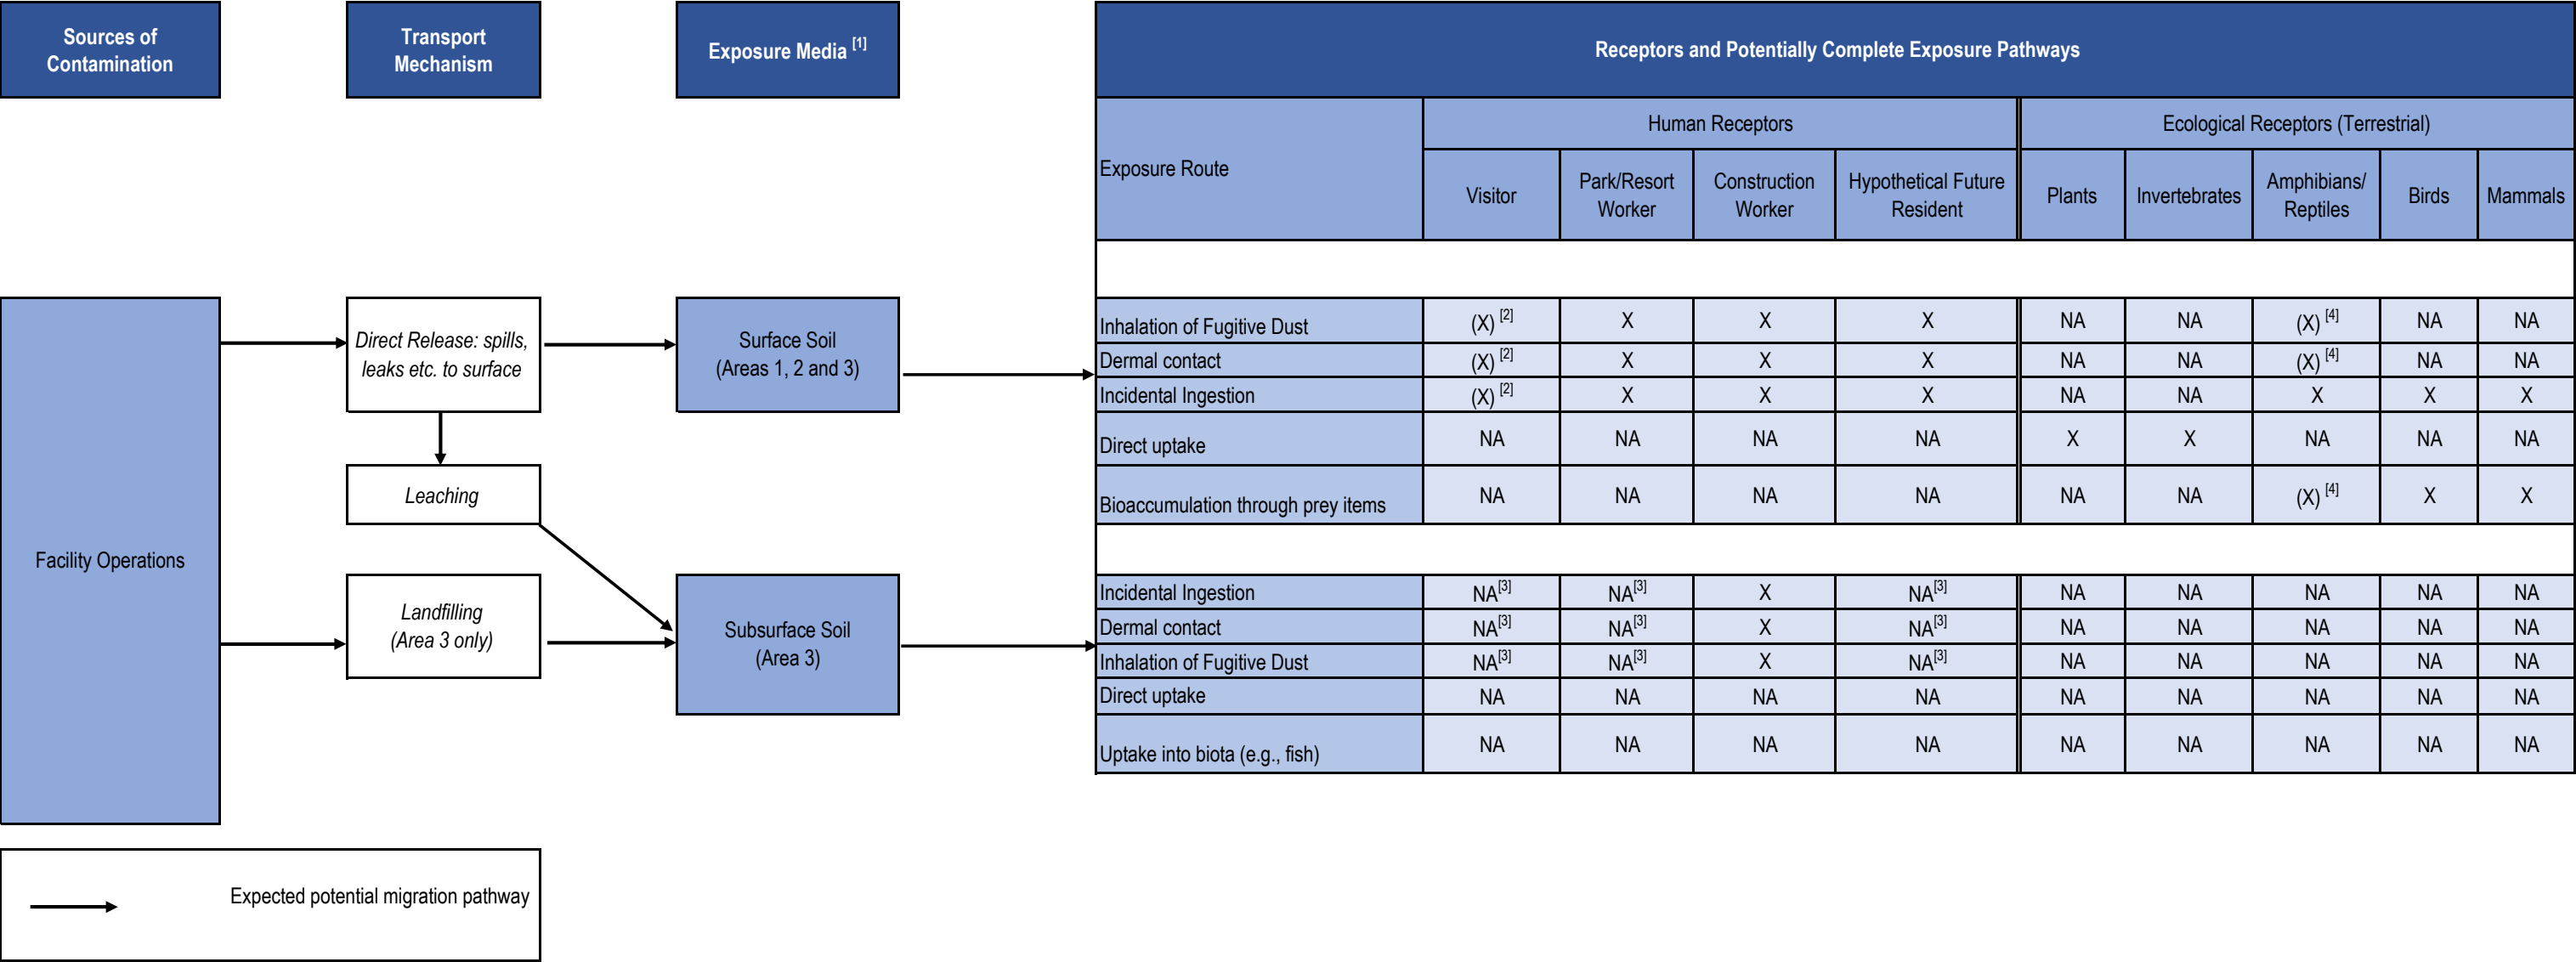 Sources of
Contamination
Transport
Mechanism
Exposure Media [1]
Receptors and Potentially Complete Exposure Pathways
Exposure Route
Human Receptors
Ecological Receptors (Terrestrial)
Visitor
Park/Resort
Worker
Construction
Worker
Hypothetical Future
Resident
Plants
Invertebrates
Amphibians/
Reptiles
Birds
Mammals
Facility Operations
Direct Release: spills,
leaks etc. to surface
Leaching
Landfilling
(Area 3 only)
Surface Soil
(Areas 1, 2 and 3)
Subsurface Soil
(Area 3)
Inhalation of Fugitive Dust (X) [2] X X X NA NA (X) [4] NA NA
Dermal contact (X) [2] X X X NA NA (X) [4] NA NA
Incidental Ingestion (X) [2] X X X NA NA X X X
Direct uptake NA NA NA NA X X NA NA NA
Bioaccumulation through prey items NA NA NA NA NA NA (X) [4] X X
Incidental Ingestion NA[3] NA[3] X NA[3] NA NA NA NA NA
Dermal contact NA[3] NA[3] X NA[3] NA NA NA NA NA
Inhalation of Fugitive Dust NA[3] NA[3] X NA[3] NA NA NA NA NA
Direct uptake NA NA NA NA NA NA NA NA NA
Uptake into biota (e.g., fish) NA NA NA NA NA NA NA NA NA
Expected potential migration pathway